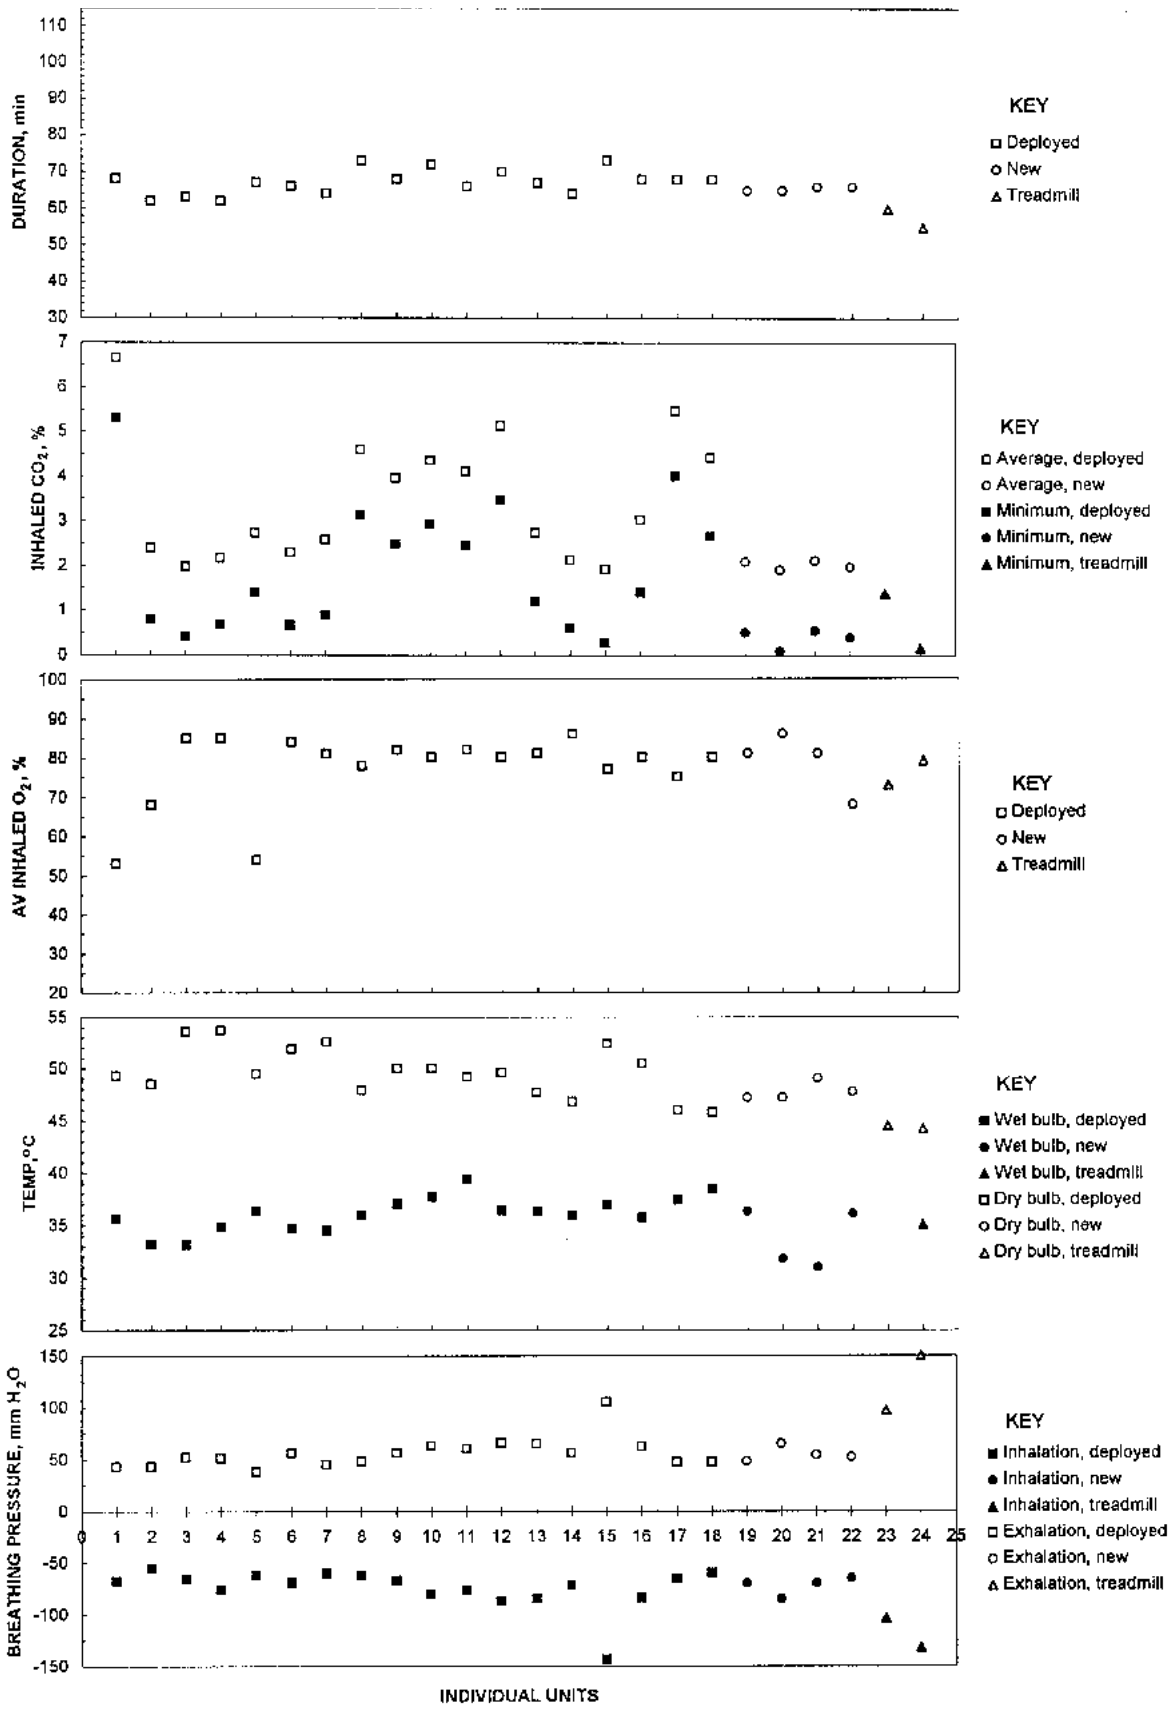 110
100
90
80
70
60
50
40
30
DURATION, min
KEY
Deployed
New
Treadmill
7
6
5
4
3
2
1
0
INHALED CO₂, %
KEY
Average, deployed
Average, new
Minimum, deployed
Minimum, new
Minimum, treadmill
100
90
80
70
60
50
40
30
20
AV INHALED O₂, %
KEY
Deployed
New
Treadmill
55
50
45
40
35
30
25
TEMP,ºC
KEY
Wet bulb, deployed
Wet bulb, new
Wet bulb, treadmill
Dry bulb, deployed
Dry bulb, new
Dry bulb, treadmill
150
100
50
0
-50
-100
-150
BREATHING PRESSURE, mm H₂O
0 1 2 3 4 5 6 7 8 9 10 11 12 13 14 15 16 17 18 19 20 21 22 23 24 25
KEY
Inhalation, deployed
Inhalation, new
Inhalation, treadmill
Exhalation, deployed
Exhalation, new
Exhalation, treadmill
INDIVIDUAL UNITS